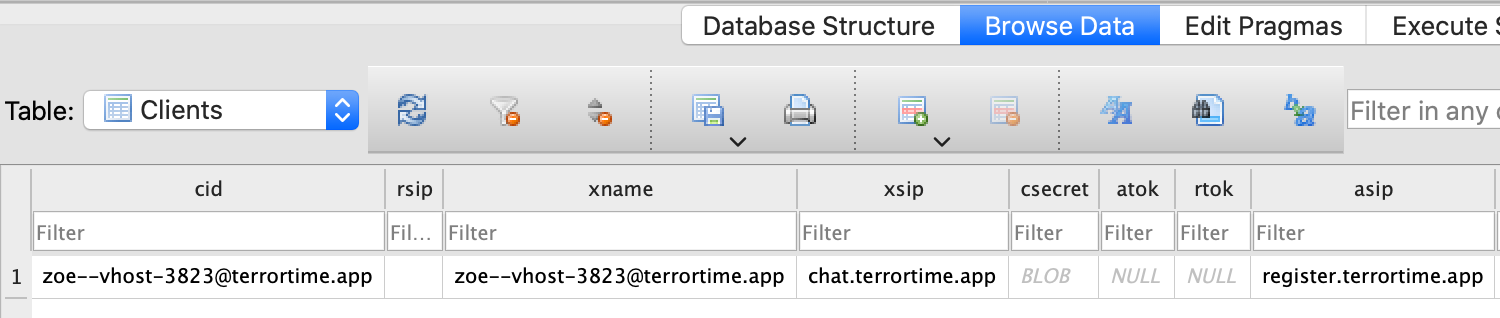 Database Structure Browse Data Edit Pragmas Execute S
Table: Clients Filter in any c
cid rsip xname xsip csecret atok rtok asip
Filter Fil... Filter Filter Filter Filter Filter Filter
1 zoe--vhost-3823@terrortime.app zoe--vhost-3823@terrortime.app chat.terrortime.app BLOB NULL NULL register.terrortime.app